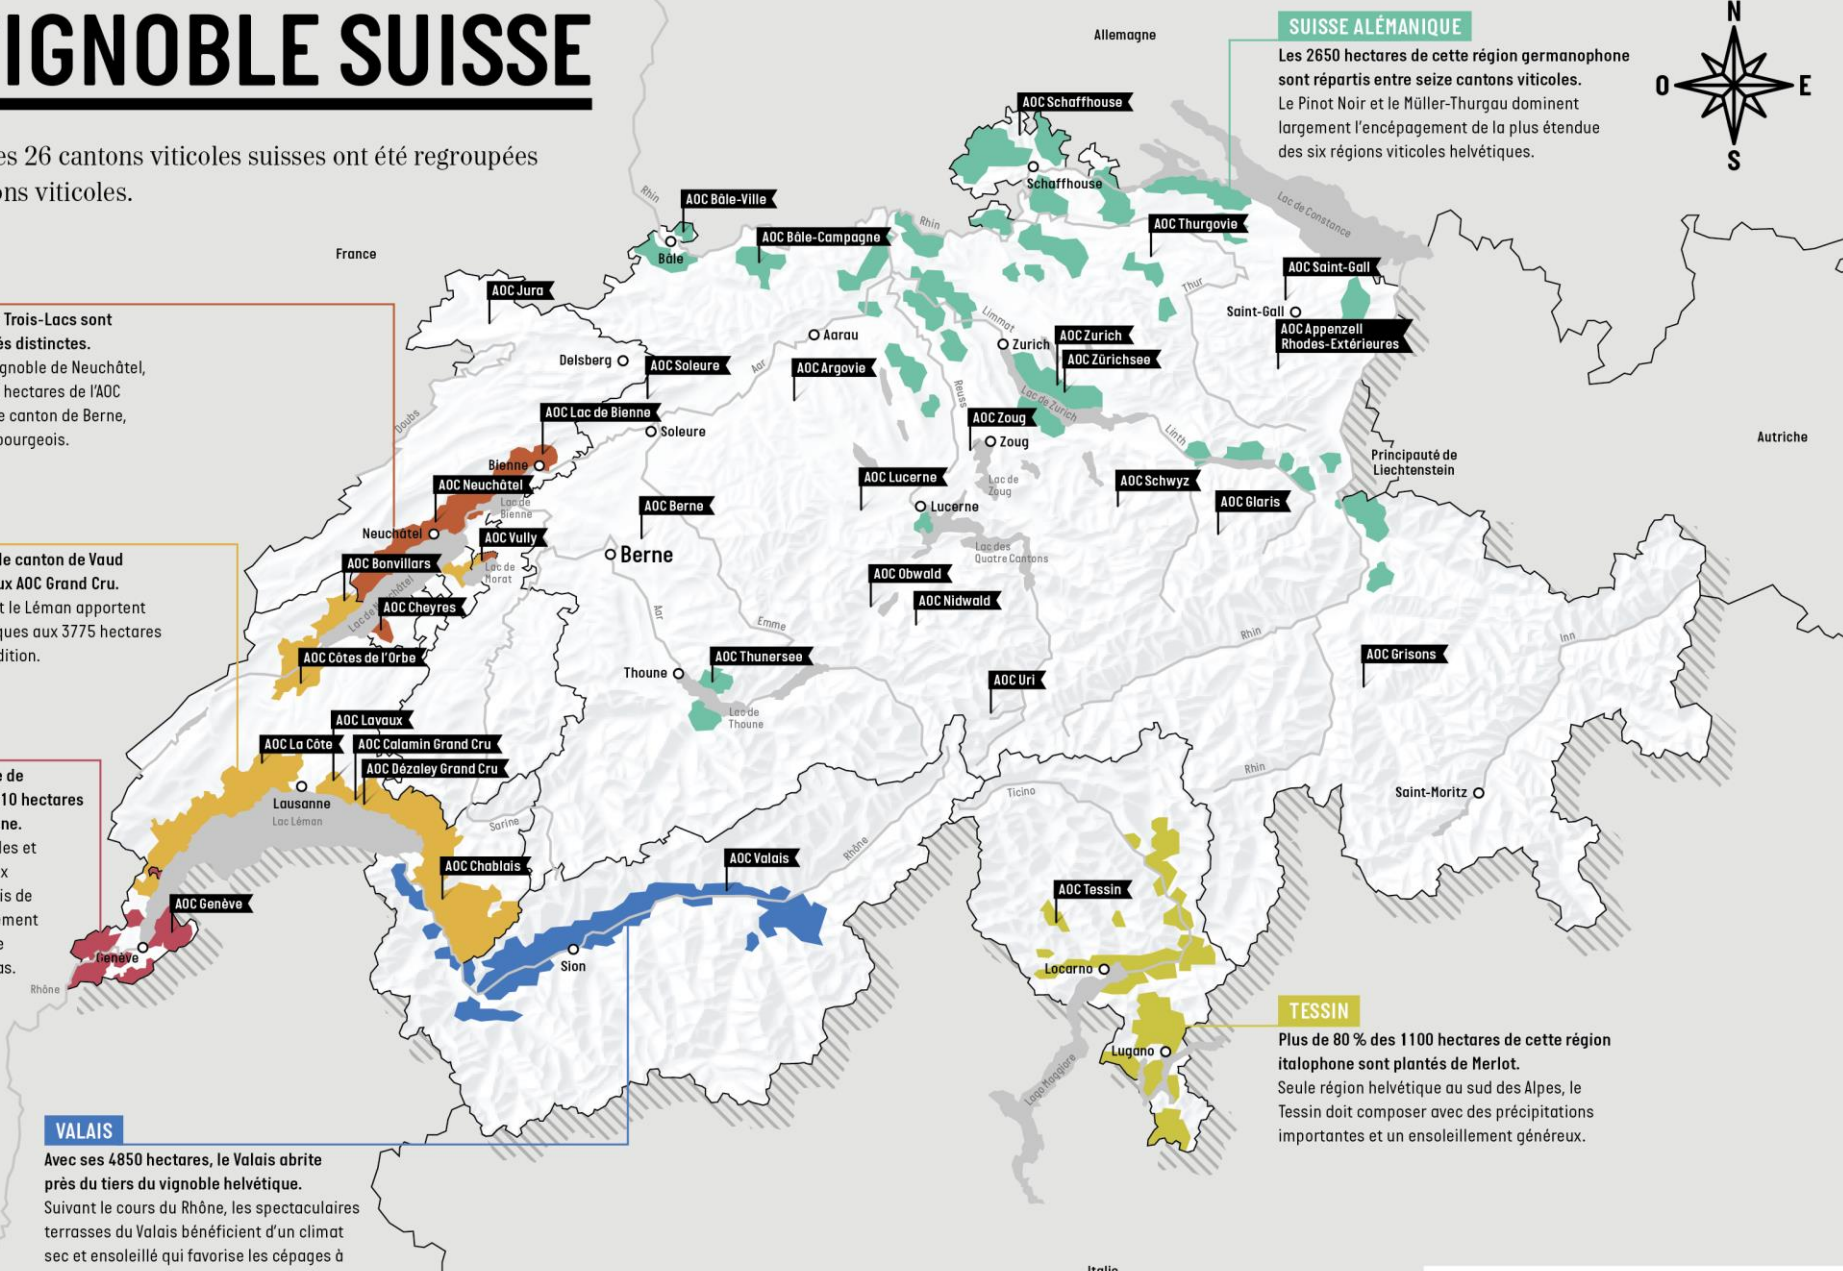 IGNOBLE SUISSE
es 26 cantons viticoles suisses ont été regroupées
ons viticoles.
Allemagne
SUISSE ALÉMANIQUE
Les 2650 hectares de cette région germanophone
sont répartis entre seize cantons viticoles.
Le Pinot Noir et le Müller-Thurgau dominent
largement l'encépagement de la plus étendue
des six régions viticoles helvétiques.
N
O
E
S
AOC Schaffhouse
Schaffhouse
Rhin
AOC Bâle-Ville
Bâle
AOC Bâle-Campagne
Rhin
Lac de Constance
AOC Thurgovie
France
AOC Jura
AOC Saint-Gall
Thur
Saint-Gall
AOC Appenzell
Rhodes-Extérieures
Trois-Lacs sont
és distinctes.
gnoble de Neuchâtel,
hectares de l'AOC
e canton de Berne,
bourgeois.
Aarau
Limmat
Zurich
AOC Zurich
AOC Zürichsee
Delsberg
AOC Soleure
Aar
AOC Argovie
Reuss
Lac de Zurich
Doubs
AOC Lac de Bienne
Soleure
AOC Zoug
Zoug
Linth
Autriche
Principauté de
Liechtenstein
Bienne
AOC Neuchâtel
Lac de
Bienne
AOC Berne
AOC Lucerne
Lucerne
Lac de
Zoug
AOC Schwyz
AOC Glaris
Neuchâtel
AOC Vully
Berne
Lac des
Quatre Cantons
le canton de Vaud
ux AOC Grand Cru.
t le Léman apportent
ques aux 3775 hectares
dition.
AOC Bonvillars
Lac de
Morat
Lac de Neuchâtel
AOC Cheyres
AOC Obwald
AOC Nidwald
Aar
Emme
Rhin
Inn
AOC Côtes de l'Orbe
Thoune
AOC Thunersee
Lac de
Thoune
AOC Uri
AOC Grisons
AOC Lavaux
AOC La Côte
AOC Calamin Grand Cru
AOC Dézaley Grand Cru
Lausanne
Lac Léman
Sarine
Rhin
Ticino
Saint-Moritz
e de
10 hectares
ne.
les et
x
is de
ement
e
as.
AOC Chablais
AOC Valais
Rhône
AOC Tessin
AOC Genève
Genève
Rhône
Sion
Locarno
Lugano
Lago Maggiore
TESSIN
Plus de 80 % des 1100 hectares de cette région
italophone sont plantés de Merlot.
Seule région helvétique au sud des Alpes, le
Tessin doit composer avec des précipitations
importantes et un ensoleillement généreux.
VALAIS
Avec ses 4850 hectares, le Valais abrite
près du tiers du vignoble helvétique.
Suivant le cours du Rhône, les spectaculaires
terrasses du Valais bénéficient d'un climat
sec et ensoleillé qui favorise les cépages à
Italie